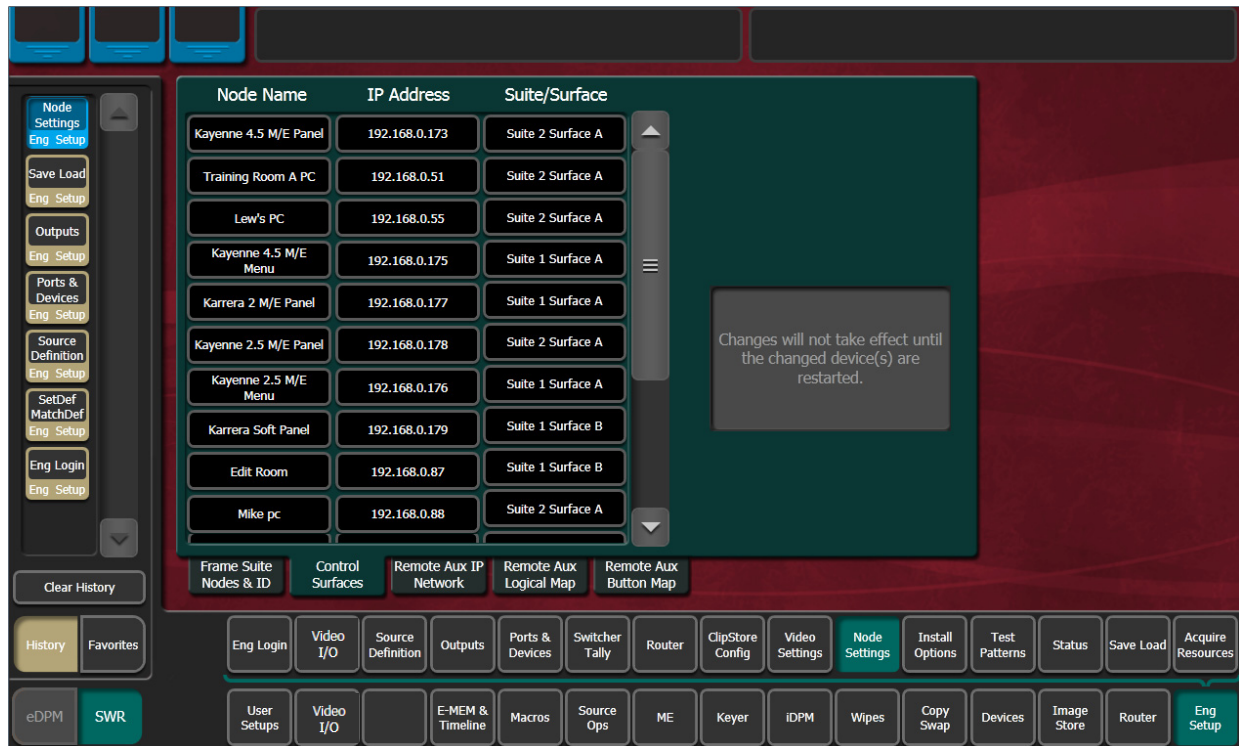 Node
Settings
Eng Setup
Save Load
Eng Setup
Outputs
Eng Setup
Ports &
Devices
Eng Setup
Source
Definition
Eng Setup
SetDef
MatchDef
Eng Setup
Eng Login
Eng Setup
Clear History
History Favorites
eDPM SWR
Node Name IP Address Suite/Surface
Kayenne 4.5 M/E Panel 192.168.0.173 Suite 2 Surface A
Training Room A PC 192.168.0.51 Suite 2 Surface A
Lew's PC 192.168.0.55 Suite 2 Surface A
Kayenne 4.5 M/E
Menu 192.168.0.175 Suite 1 Surface A
Karrera 2 M/E Panel 192.168.0.177 Suite 1 Surface A
Kayenne 2.5 M/E Panel 192.168.0.178 Suite 2 Surface A
Kayenne 2.5 M/E
Menu 192.168.0.176 Suite 1 Surface A
Karrera Soft Panel 192.168.0.179 Suite 1 Surface B
Edit Room 192.168.0.87 Suite 1 Surface B
Mike pc 192.168.0.88 Suite 2 Surface A
Changes will not take effect until
the changed device(s) are
restarted.
Frame Suite
Nodes & ID
Control
Surfaces
Remote Aux IP
Network
Remote Aux
Logical Map
Remote Aux
Button Map
Eng Login
Video
I/O
Source
Definition
Outputs
Ports &
Devices
Switcher
Tally
Router
ClipStore
Config
Video
Settings
Node
Settings
Install
Options
Test
Patterns
Status
Save Load
Acquire
Resources
User
Setups
Video
I/O
E-MEM &
Timeline
Macros
Source
Ops
ME
Keyer
iDPM
Wipes
Copy
Swap
Devices
Image
Store
Router
Eng
Setup